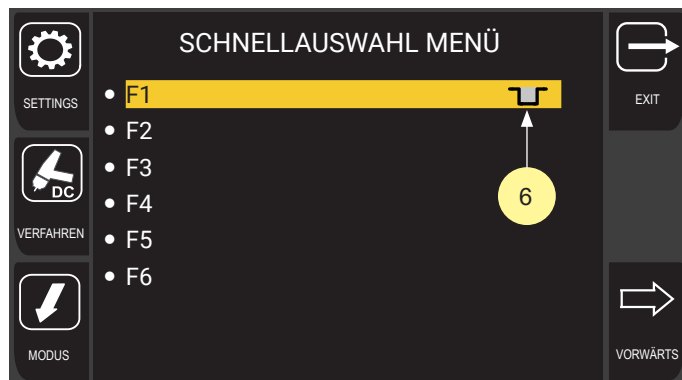 SCHNELLAUSWAHL MENÜ
SETTINGS
DC
VERFAHREN
MODUS
• F1
• F2
• F3
• F4
• F5
• F6
6
EXIT
VORWÄRTS